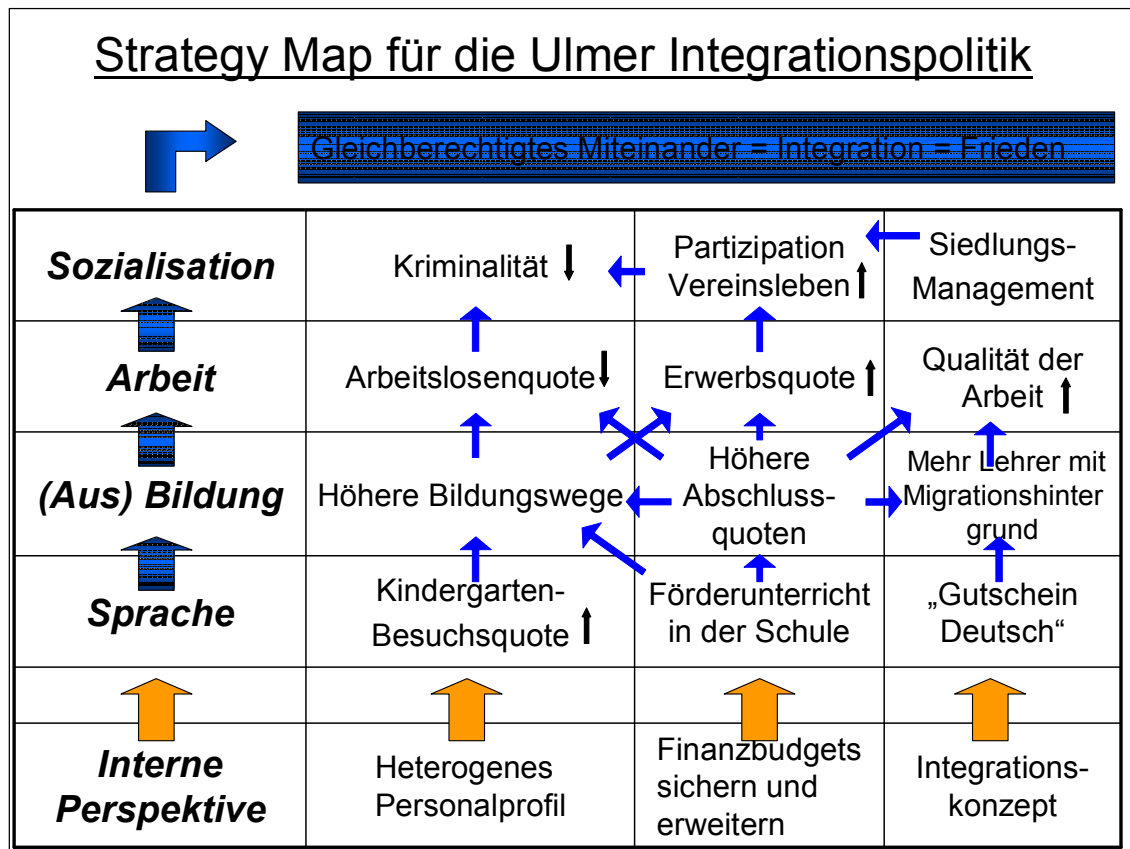 Strategy Map für die Ulmer Integrationspolitik
Gleichberechtigtes Miteinander = Integration = Frieden
Sozialisation
Kriminalität
Partizipation
Vereinsleben
Siedlungs-
Management
Arbeit
Arbeitslosenquote
Erwerbsquote
Qualität der
Arbeit
(Aus) Bildung
Höhere Bildungswege
Höhere
Abschluss-
quoten
Mehr Lehrer mit
Migrationshinter
grund
Sprache
Kindergarten-
Besuchsquote
Förderunterricht
in der Schule
„Gutschein
Deutsch“
Interne
Perspektive
Heterogenes
Personalprofil
Finanzbudgets
sichern und
erweitern
Integrations-
konzept